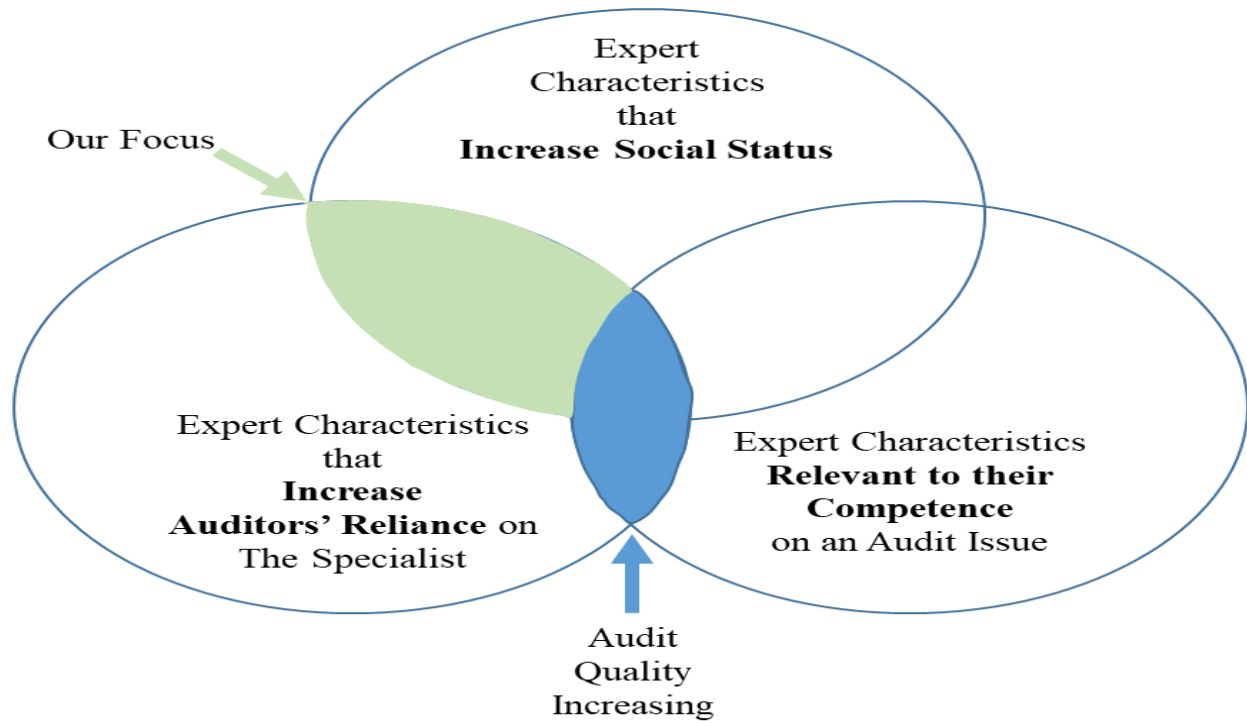 Expert
Characteristics
that
Increase Social Status
Our Focus
Expert Characteristics
that
Increase
Auditors’ Reliance on
The Specialist
Expert Characteristics
Relevant to their
Competence
on an Audit Issue
Audit
Quality
Increasing